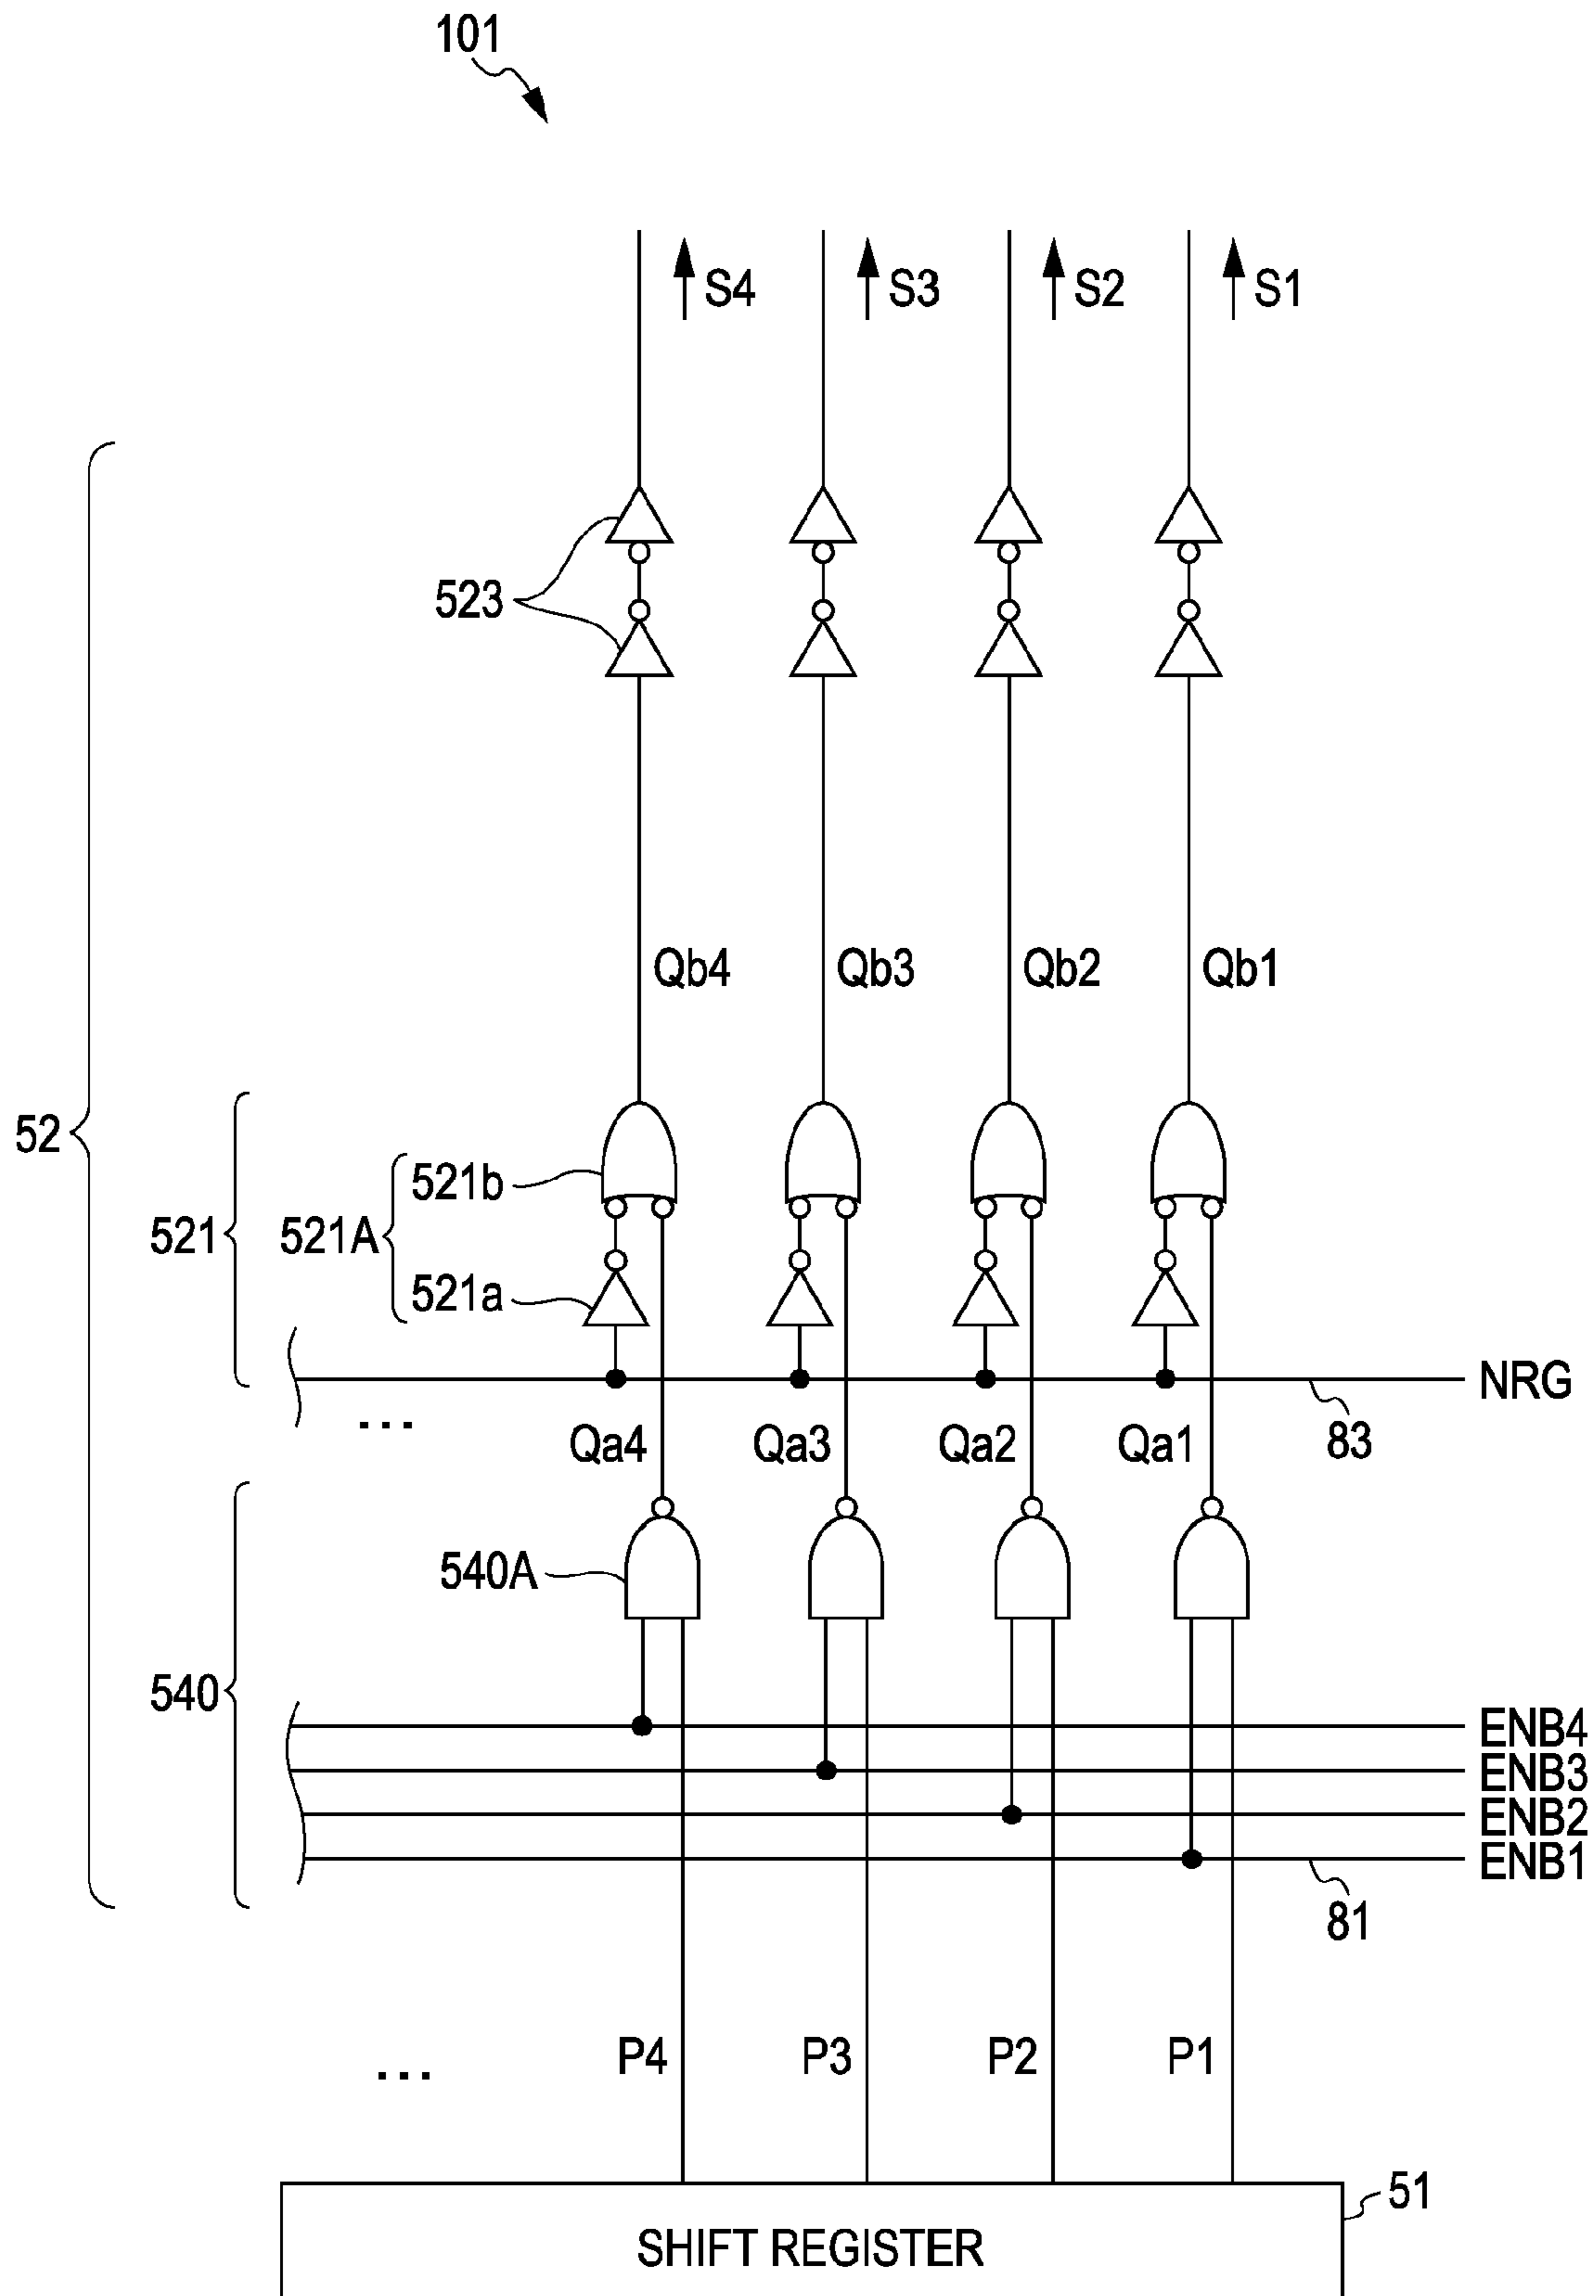 101
S4 S3 S2 S1
523
Qb4 Qb3 Qb2 Qb1
52
521
521A
521b
521a
NRG
83
...
Qa4 Qa3 Qa2 Qa1
540A
540
ENB4
ENB3
ENB2
ENB1
81
... P4 P3 P2 P1
51
SHIFT REGISTER